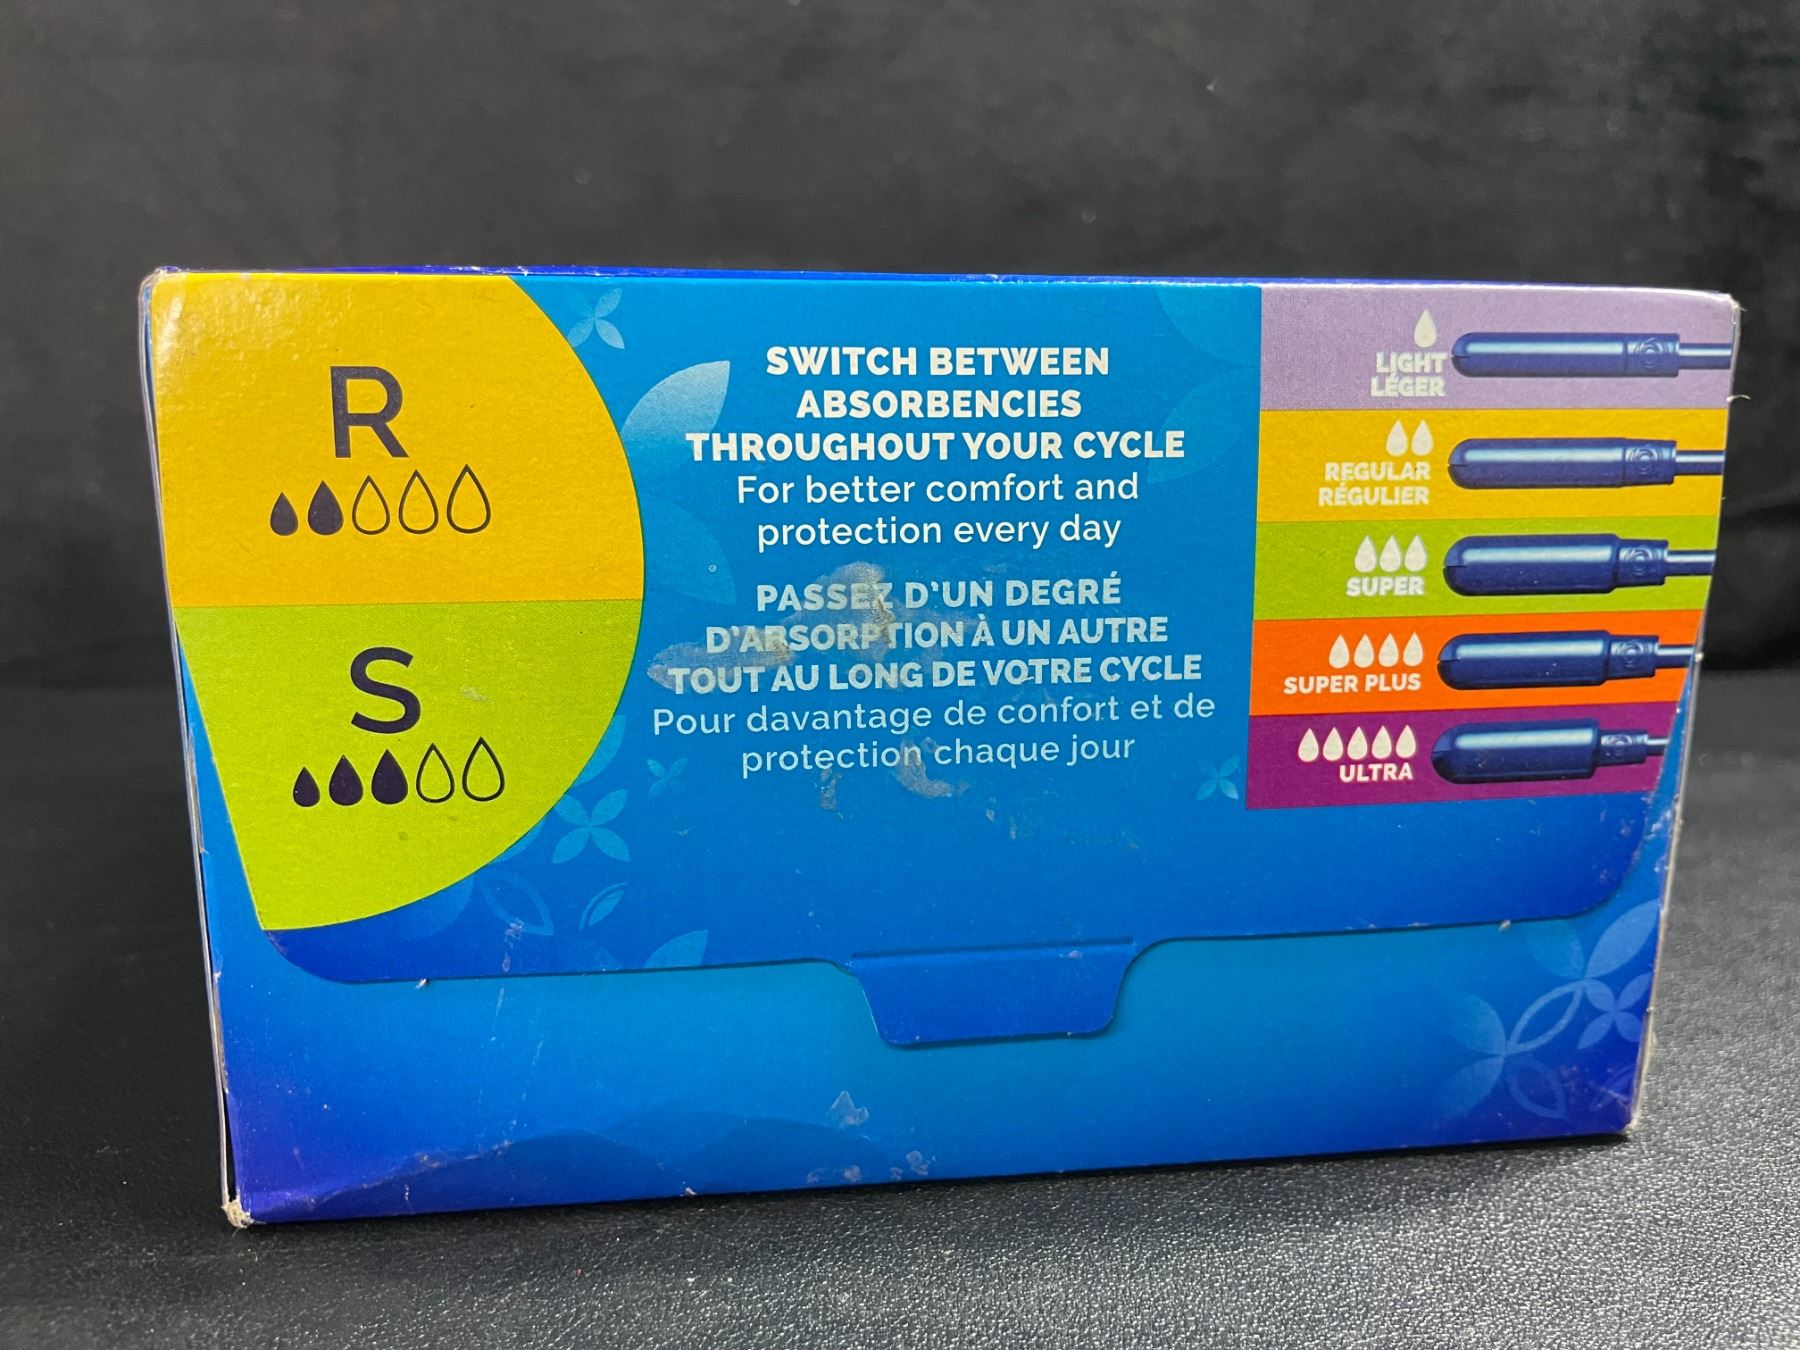 R
S
SWITCH BETWEEN
ABSORBENCIES
THROUGHOUT YOUR CYCLE
For better comfort and
protection every day
PASSEZ D'UN DEGRÉ
D'ABSORPTION À UN AUTRE
TOUT AU LONG DE VOTRE CYCLE
Pour davantage de confort et de
protection chaque jour
LIGHT
LÉGER
REGULAR
RÉGULIER
SUPER
SUPER PLUS
ULTRA